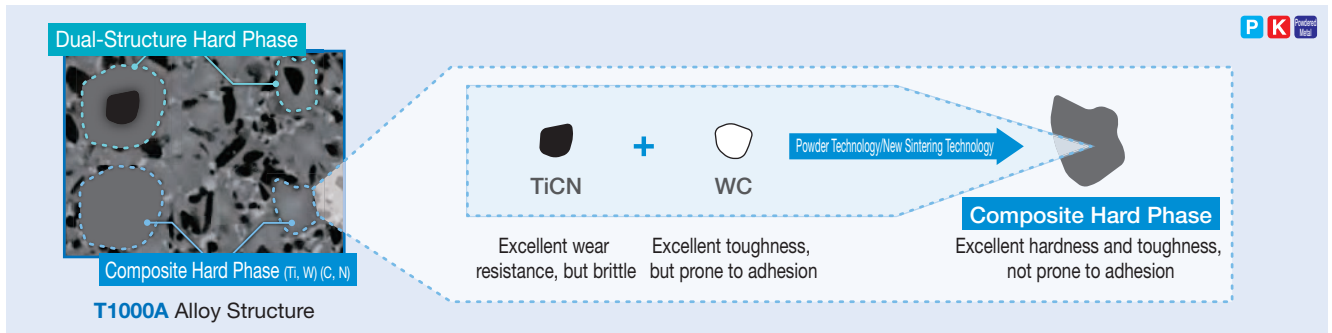 P K Powdered
Metal
Dual-Structure Hard Phase
Composite Hard Phase (Ti, W) (C, N)
T1000A Alloy Structure
TiCN
+
WC
Powder Technology/New Sintering Technology
Composite Hard Phase
Excellent wear
resistance, but brittle
Excellent toughness,
but prone to adhesion
Excellent hardness and toughness,
not prone to adhesion